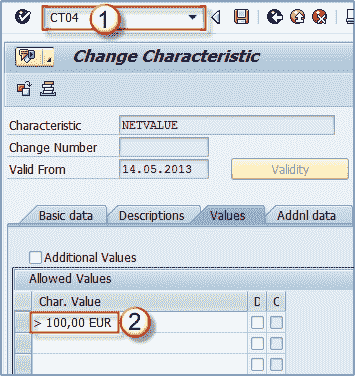 CT04
1
Change Characteristic
Characteristic NETVALUE
Change Number
Valid From 14.05.2013 Validity
Basic data Descriptions Values Addnl data
Additional Values
Allowed Values
Char. Value D C
> 100,00 EUR 2